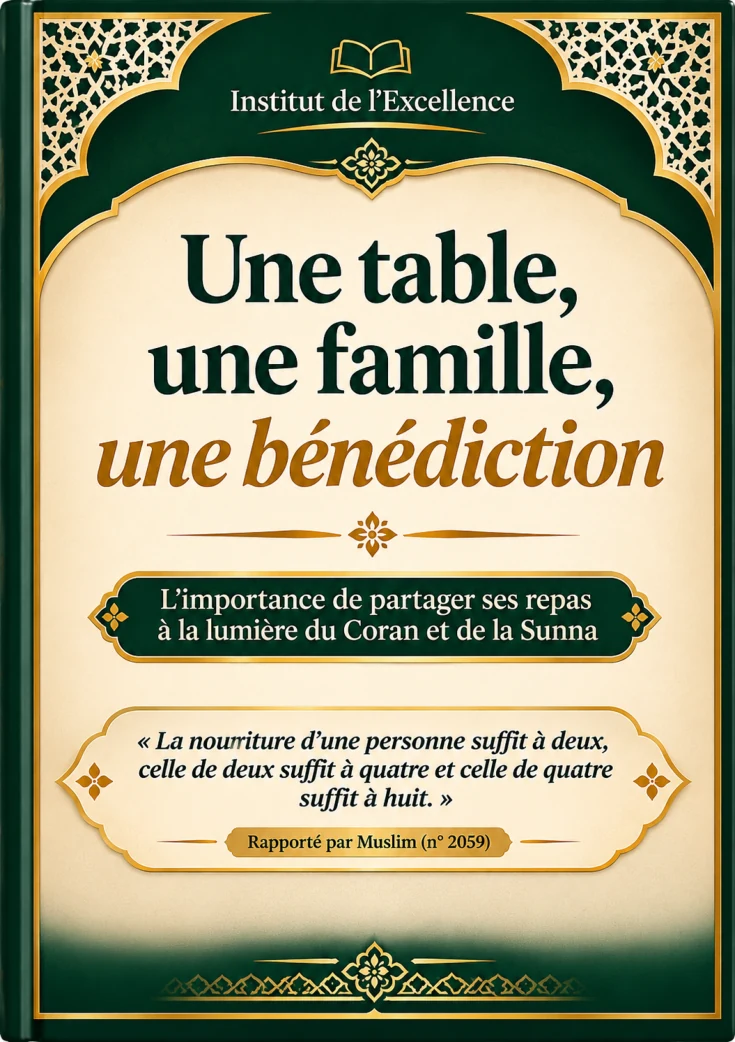 Institut de l’Excellence
Une table,
une famille,
une bénédiction
L’importance de partager ses repas
à la lumière du Coran et de la Sunna
« La nourriture d’une personne suffit à deux,
celle de deux suffit à quatre et celle de quatre
suffit à huit. »
Rapporté par Muslim (n° 2059)